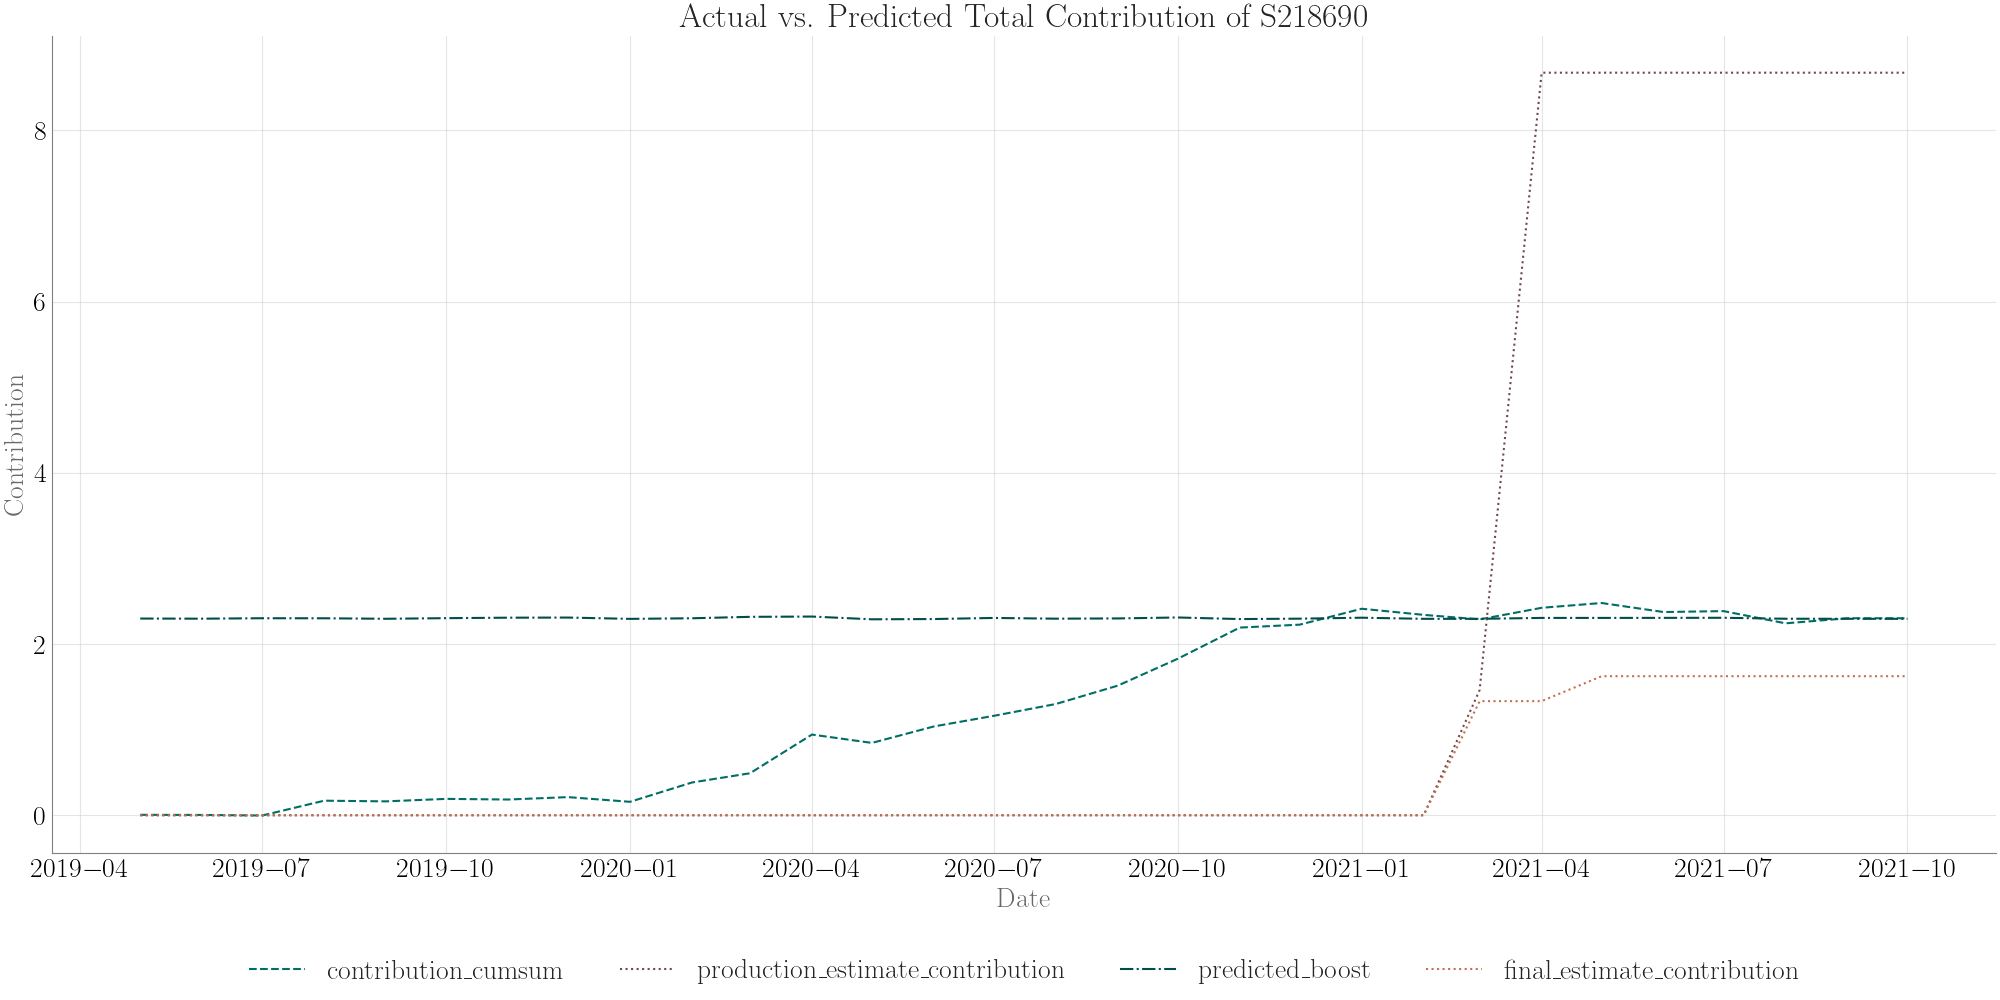 Actual vs. Predicted Total Contribution of S218690
Contribution
8
6
4
2
0
2019−04 2019−07 2019−10 2020−01 2020−04 2020−07 2020−10 2021−01 2021−04 2021−07 2021−10
Date
contribution_cumsum production_estimate_contribution predicted_boost final_estimate_contribution